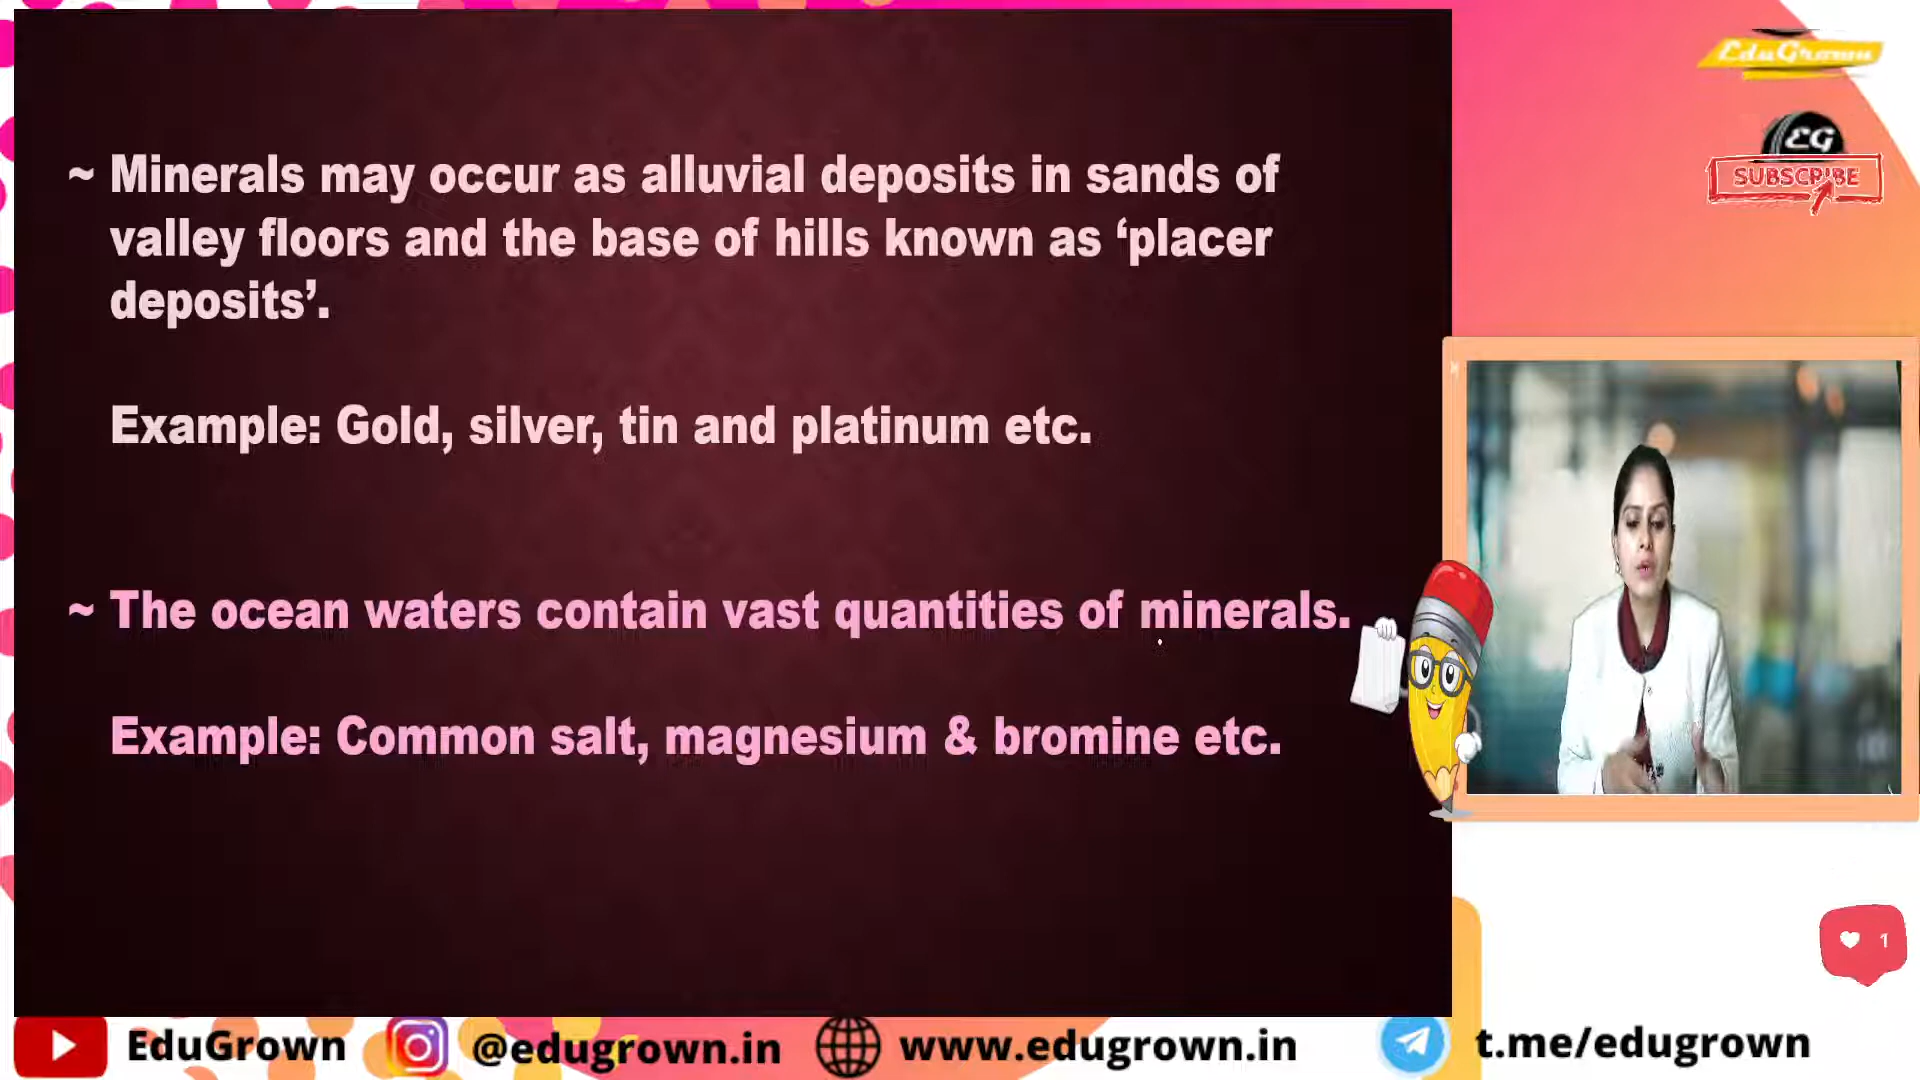 ~ Minerals may occur as alluvial deposits in sands of
valley floors and the base of hills known as ‘placer
deposits’.
Example: Gold, silver, tin and platinum etc.
~ The ocean waters contain vast quantities of minerals.
Example: Common salt, magnesium & bromine etc.
EduGrown
EG
SUBSCRIBE
1
EduGrown
@edugrown.in
www.edugrown.in
t.me/edugrown